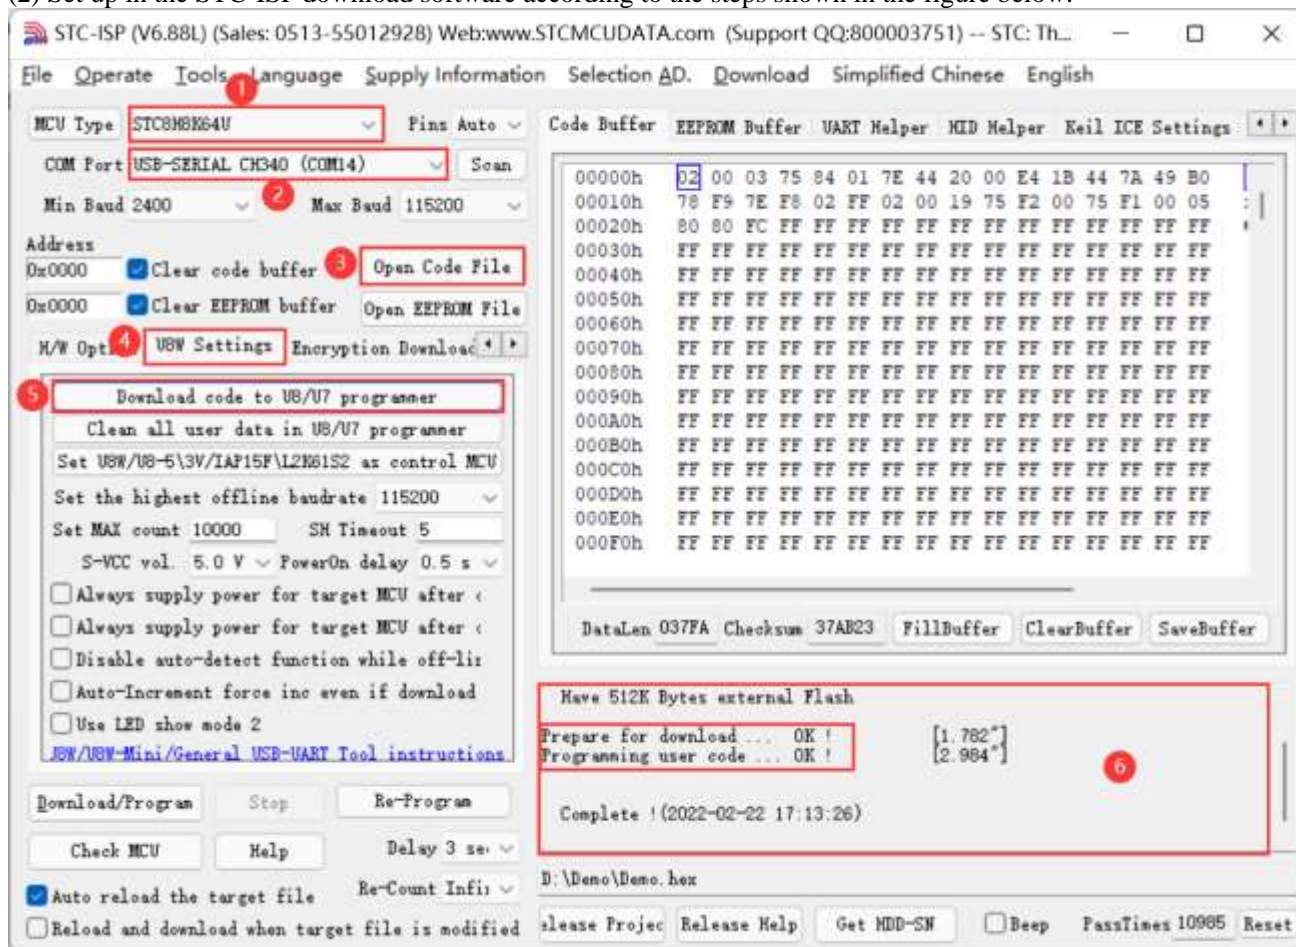 (2) Set up in the STC-ISP download software according to the steps shown in the figure below.
STC-ISP (V6.88L) (Sales: 0513-55012928) Web:www.STCMCUDATA.com (Support QQ:800003751) -- STC: Th...
File Operate Tools Language Supply Information Selection AD. Download Simplified Chinese English
1
MCU Type STC8H8K64U Pins Auto
COM Port USB-SERIAL CH340 (COM14) Scan
2
Min Baud 2400 Max Baud 115200
Address
0x0000 Clear code buffer 3 Open Code File
0x0000 Clear EEPROM buffer Open EEPROM File
H/W Opt 4 U8W Settings Encryption Download
5 Download code to U8/U7 programmer
Clean all user data in U8/U7 programmer
Set U8W/U8-5\3V/IAP15F\L2K61S2 as control MCU
Set the highest offline baudrate 115200
Set MAX count 10000 SH Timeout 5
S-VCC vol. 5.0 V PowerOn delay 0.5 s
Always supply power for target MCU after
Always supply power for target MCU after
Disable auto-detect function while off-li
Auto-Increment force inc even if download
Use LED show mode 2
U8W/U8W-Mini/General USB-UART Tool instructions
Download/Program Stop Re-Program
Check MCU Help Delay 3 se
Auto reload the target file Re-Count Infi
Reload and download when target file is modified
Code Buffer EEPROM Buffer UART Helper HID Helper Keil ICE Settings
00000h 02 00 03 75 84 01 7E 44 20 00 E4 1B 44 7A 49 B0
00010h 78 F9 7E F8 02 FF 02 00 19 75 F2 00 75 F1 00 05
00020h 80 80 FC FF FF FF FF FF FF FF FF FF FF FF FF FF
00030h FF FF FF FF FF FF FF FF FF FF FF FF FF FF FF FF
00040h FF FF FF FF FF FF FF FF FF FF FF FF FF FF FF FF
00050h FF FF FF FF FF FF FF FF FF FF FF FF FF FF FF FF
00060h FF FF FF FF FF FF FF FF FF FF FF FF FF FF FF FF
00070h FF FF FF FF FF FF FF FF FF FF FF FF FF FF FF FF
00080h FF FF FF FF FF FF FF FF FF FF FF FF FF FF FF FF
00090h FF FF FF FF FF FF FF FF FF FF FF FF FF FF FF FF
000A0h FF FF FF FF FF FF FF FF FF FF FF FF FF FF FF FF
000B0h FF FF FF FF FF FF FF FF FF FF FF FF FF FF FF FF
000C0h FF FF FF FF FF FF FF FF FF FF FF FF FF FF FF FF
000D0h FF FF FF FF FF FF FF FF FF FF FF FF FF FF FF FF
000E0h FF FF FF FF FF FF FF FF FF FF FF FF FF FF FF FF
000F0h FF FF FF FF FF FF FF FF FF FF FF FF FF FF FF FF
DataLen 037FA Checksum 37AB23 FillBuffer ClearBuffer SaveBuffer
Have 512K Bytes external Flash
Prepare for download ... OK ! [1.782"]
Programming user code ... OK ! [2.984"]
6
Complete !(2022-02-22 17:13:26)
D:\Demo\Demo.hex
elease Projec Release Help Get HDD-SN Beep PassTimes 10985 Reset